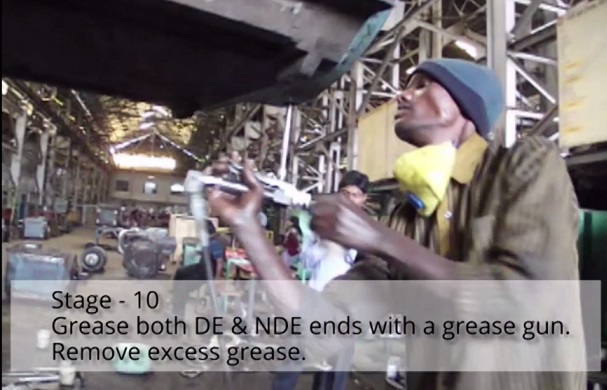 Stage - 10
Grease both DE & NDE ends with a grease gun.
Remove excess grease.